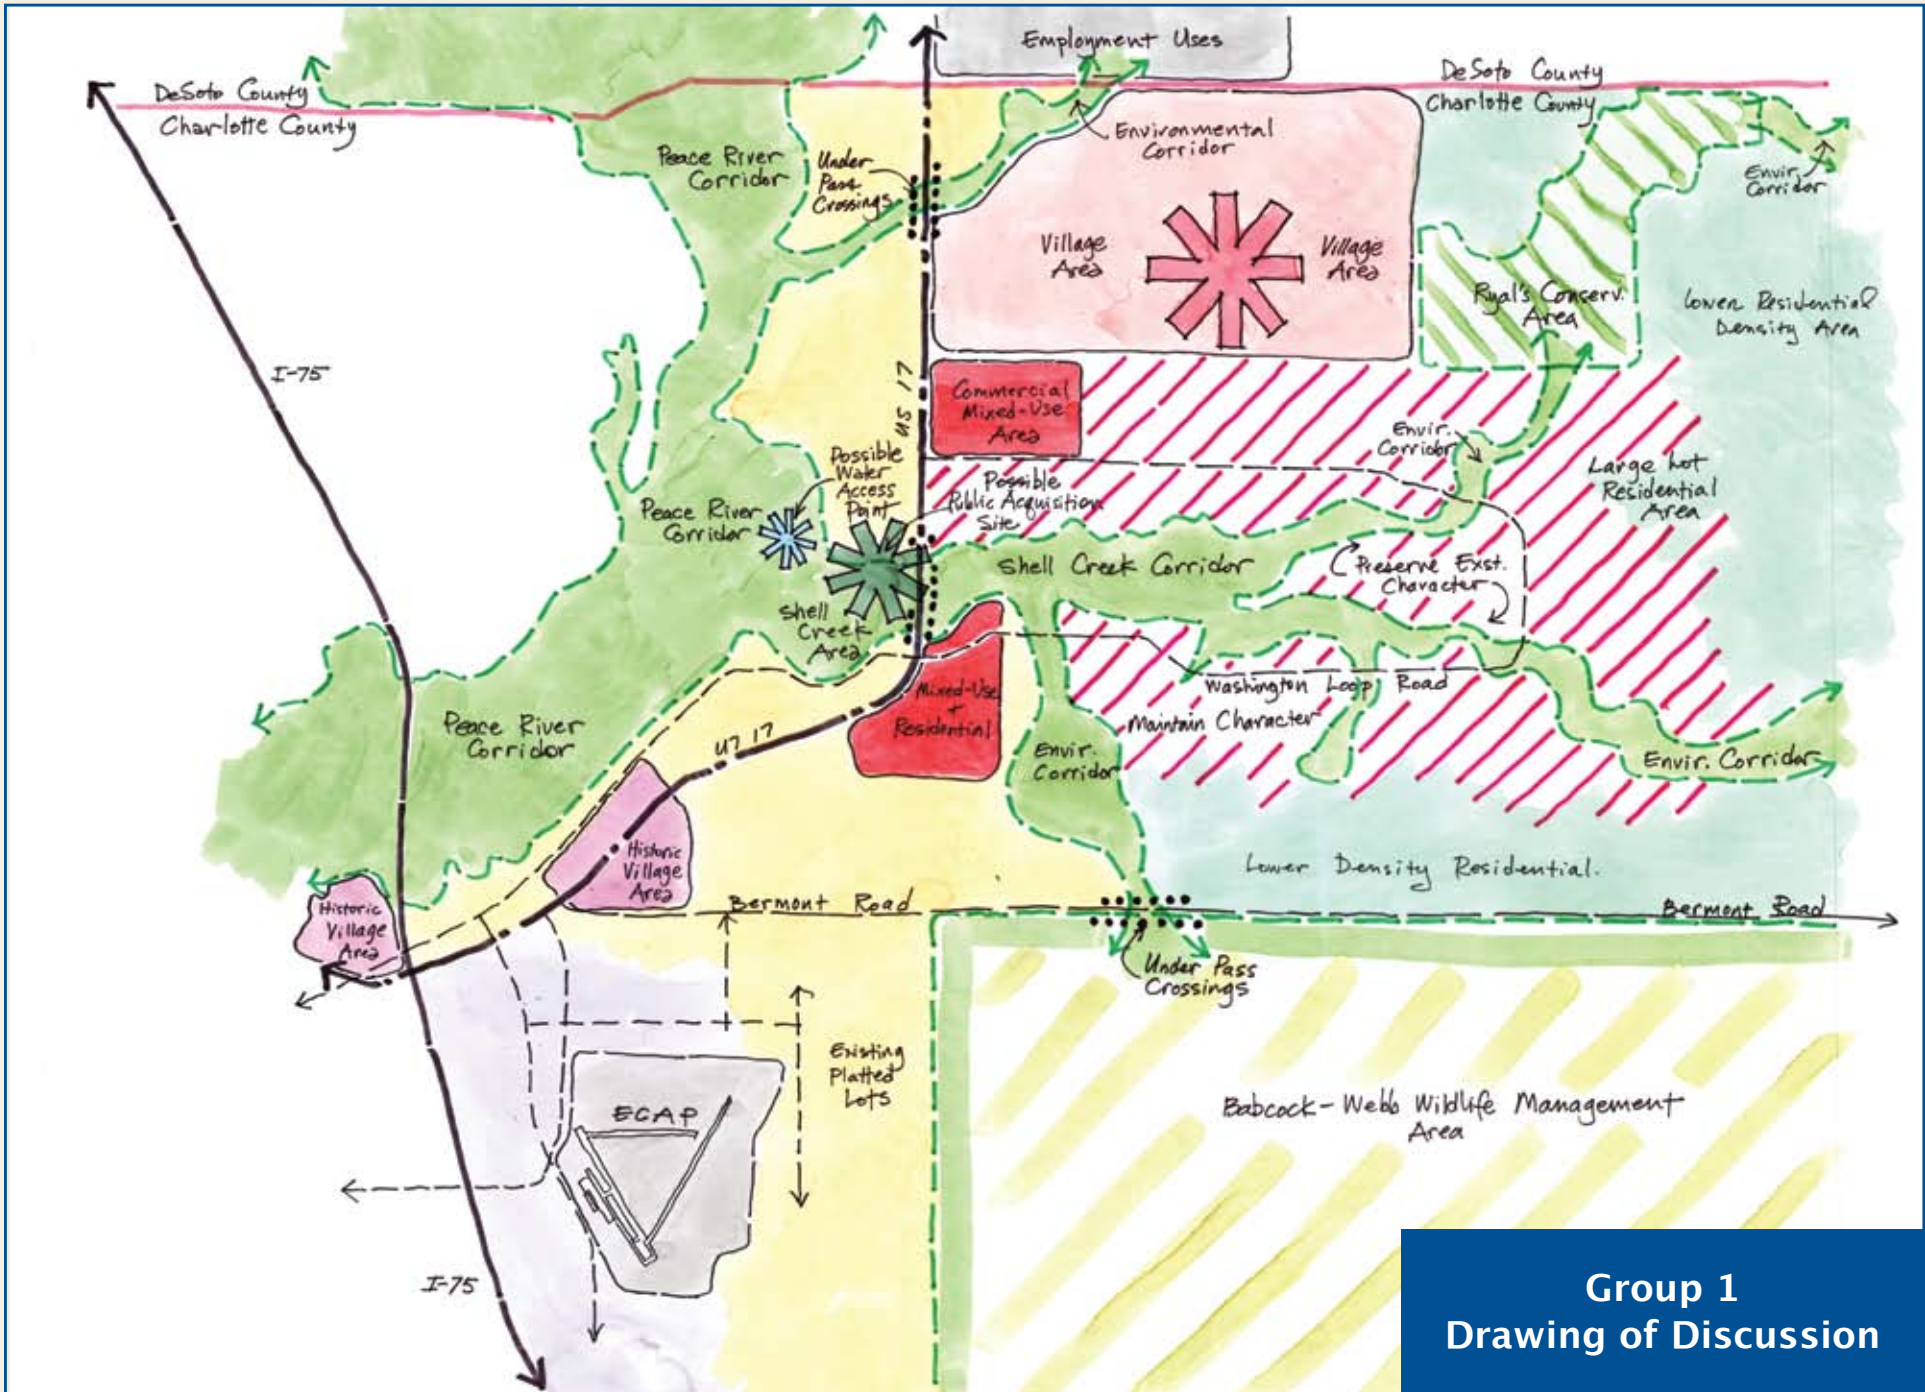 Employment Uses
DeSoto County
Charlotte County
DeSoto County
Charlotte County
Environmental
Corridor
Peace River
Corridor
Under
Pass
Crossings
Envir.
Corridor
Village
Area
Village
Area
Ryal's Conserv.
Area
Lower Residential
Density Area
I-75
US 17
Commercial
Mixed-Use
Area
Envir.
Corridor
Large Lot
Residential
Area
Possible
Water
Access
Point
Possible
Public Acquisition
Site
Peace River
Corridor
Shell Creek Corridor
Preserve Exst.
Character
Shell
Creek
Area
Washington Loop Road
Maintain Character
Mixed-Use
+
Residential
Peace River
Corridor
US 17
Envir.
Corridor
Envir. Corridor
Historic
Village
Area
Lower Density Residential.
Historic
Village
Area
Bermont Road
Bermont Road
Under Pass
Crossings
Existing
Platted
Lots
ECAP
Babcock-Webb Wildlife Management
Area
I-75
Group 1
Drawing of Discussion